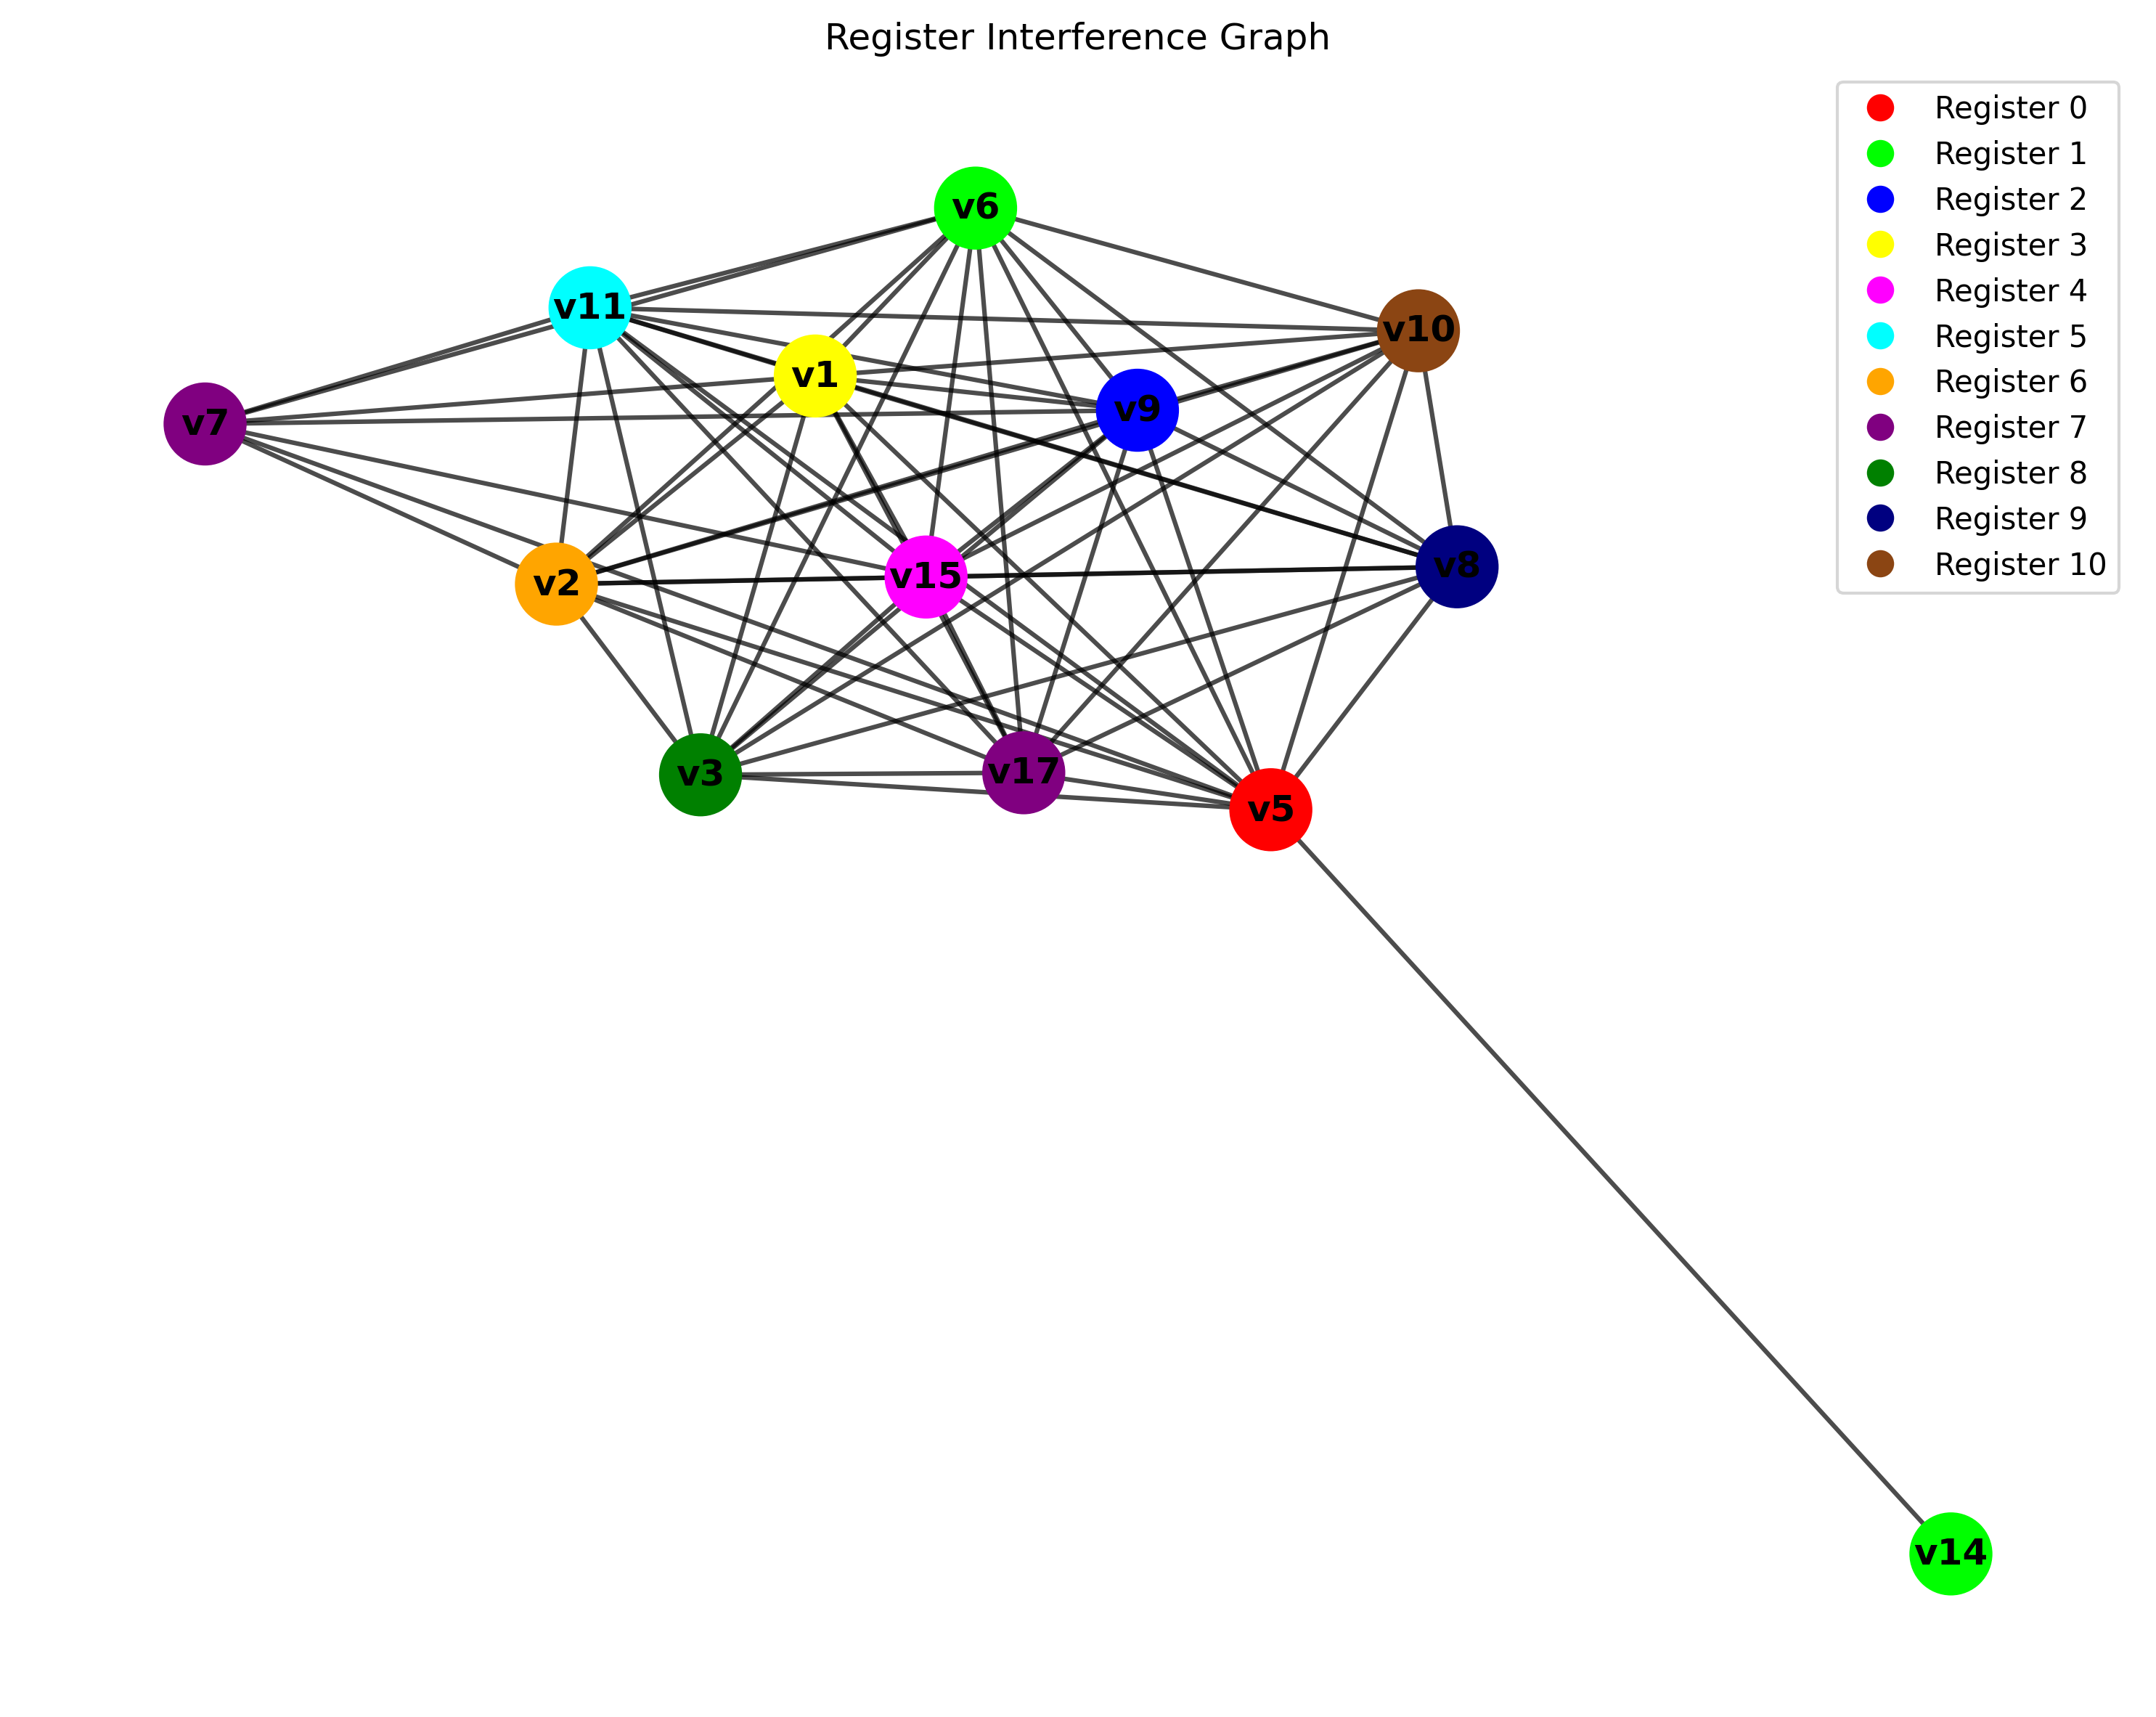 Register Interference Graph
Register 0
Register 1
Register 2
Register 3
Register 4
Register 5
Register 6
Register 7
Register 8
Register 9
Register 10
v6
v11
v10
v1
v9
v7
v8
v15
v2
v3
v17
v5
v14